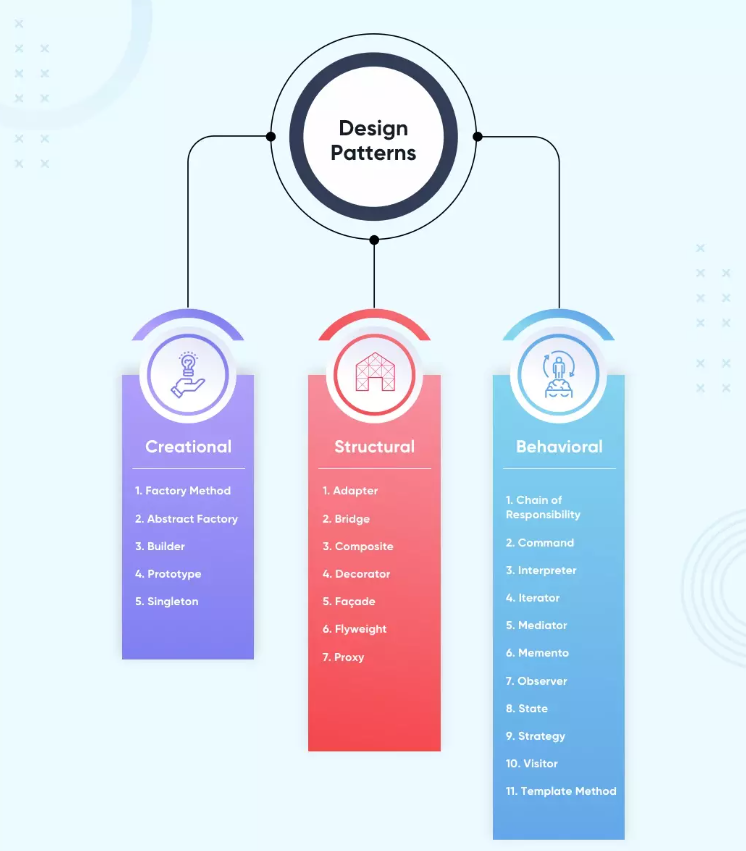 Design
Patterns
Creational
1. Factory Method
2. Abstract Factory
3. Builder
4. Prototype
5. Singleton
Structural
1. Adapter
2. Bridge
3. Composite
4. Decorator
5. Façade
6. Flyweight
7. Proxy
Behavioral
1. Chain of
Responsibility
2. Command
3. Interpreter
4. Iterator
5. Mediator
6. Memento
7. Observer
8. State
9. Strategy
10. Visitor
11. Template Method